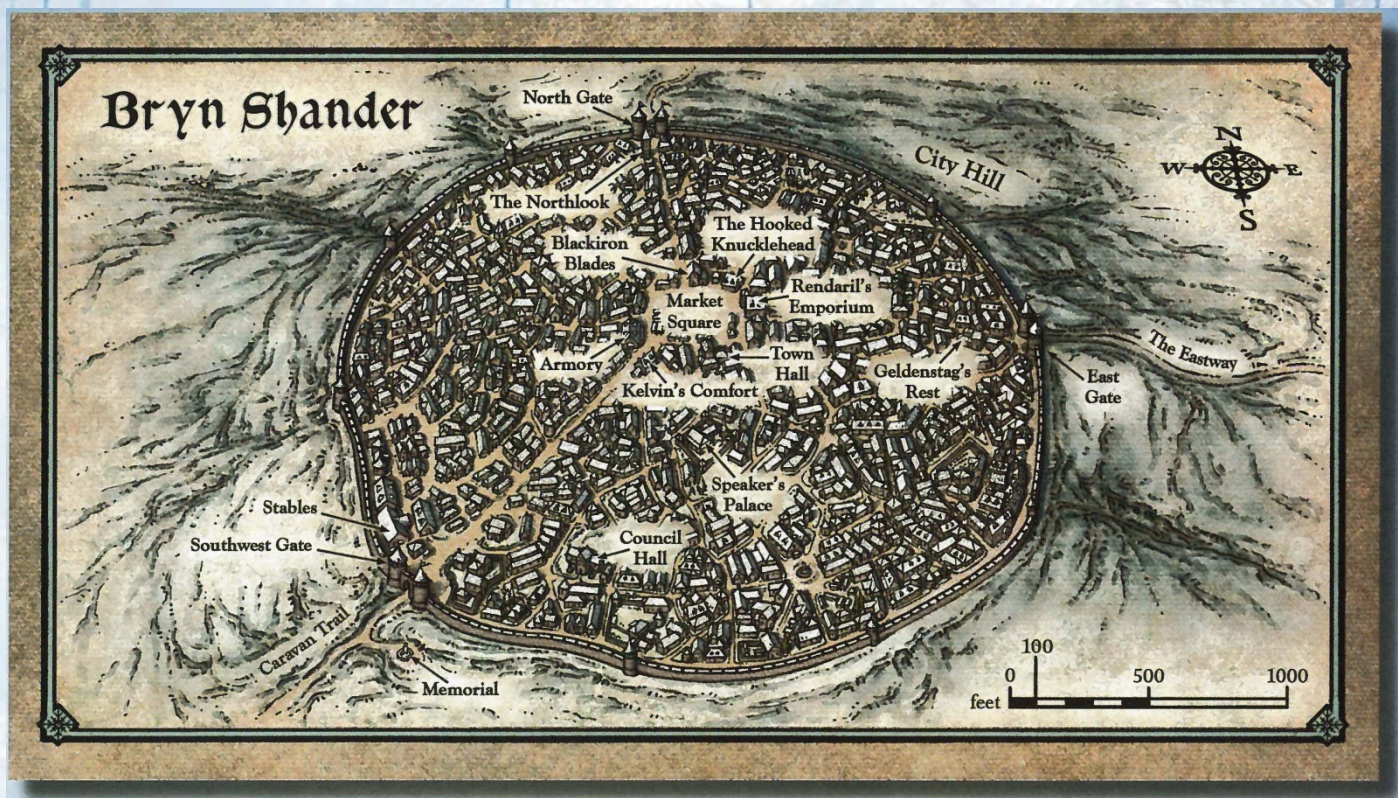 Bryn Shander
North Gate
City Hill
N
W
E
S
The Northlook
The Hooked
Knucklehead
Blackiron
Blades
Rendaril's
Emporium
Market
Square
The Eastway
Armory
Town
Hall
Kelvin's Comfort
Geldenstag's
Rest
East
Gate
Speaker's
Palace
Stables
Southwest Gate
Council
Hall
Caravan Trail
Memorial
100
0
500
1000
feet